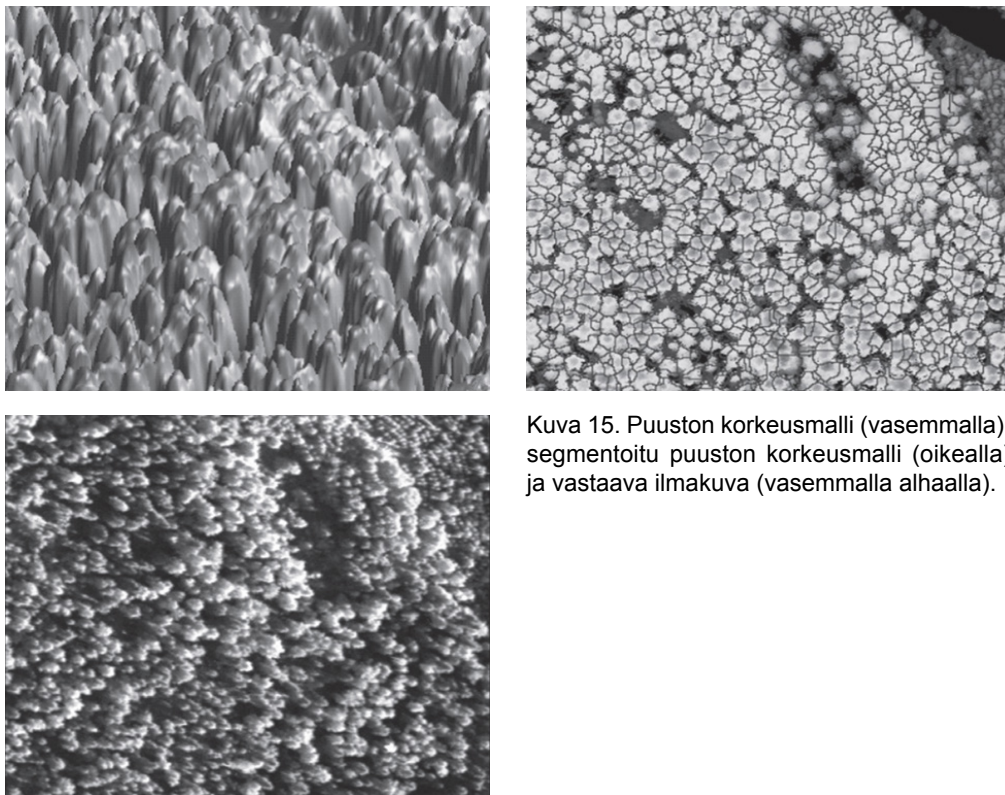 Kuva 15. Puuston korkeusmalli (vasemmalla)
segmentoitu puuston korkeusmalli (oikealla)
ja vastaava ilmakuva (vasemmalla alhaalla).